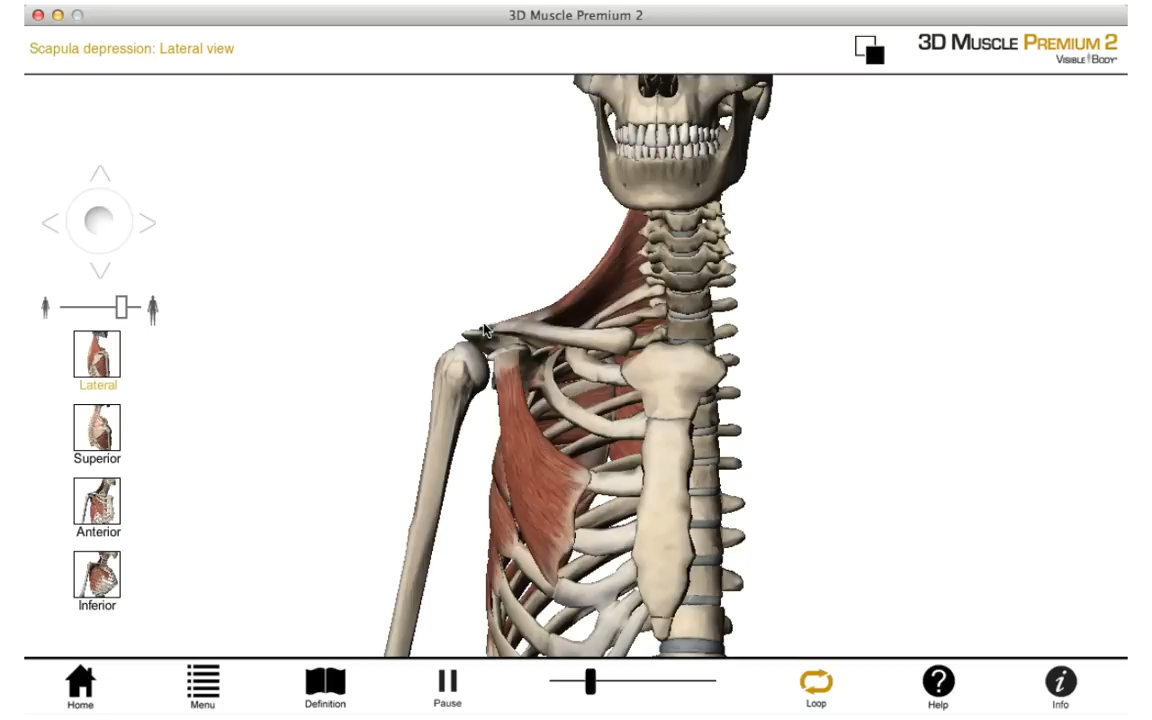 3D Muscle Premium 2
Scapula depression: Lateral view
3D MUSCLE PREMIUM 2
VISIBLE BODY
Lateral
Superior
Anterior
Inferior
Home
Menu
Definition
Pause
Loop
?
Help
i
Info